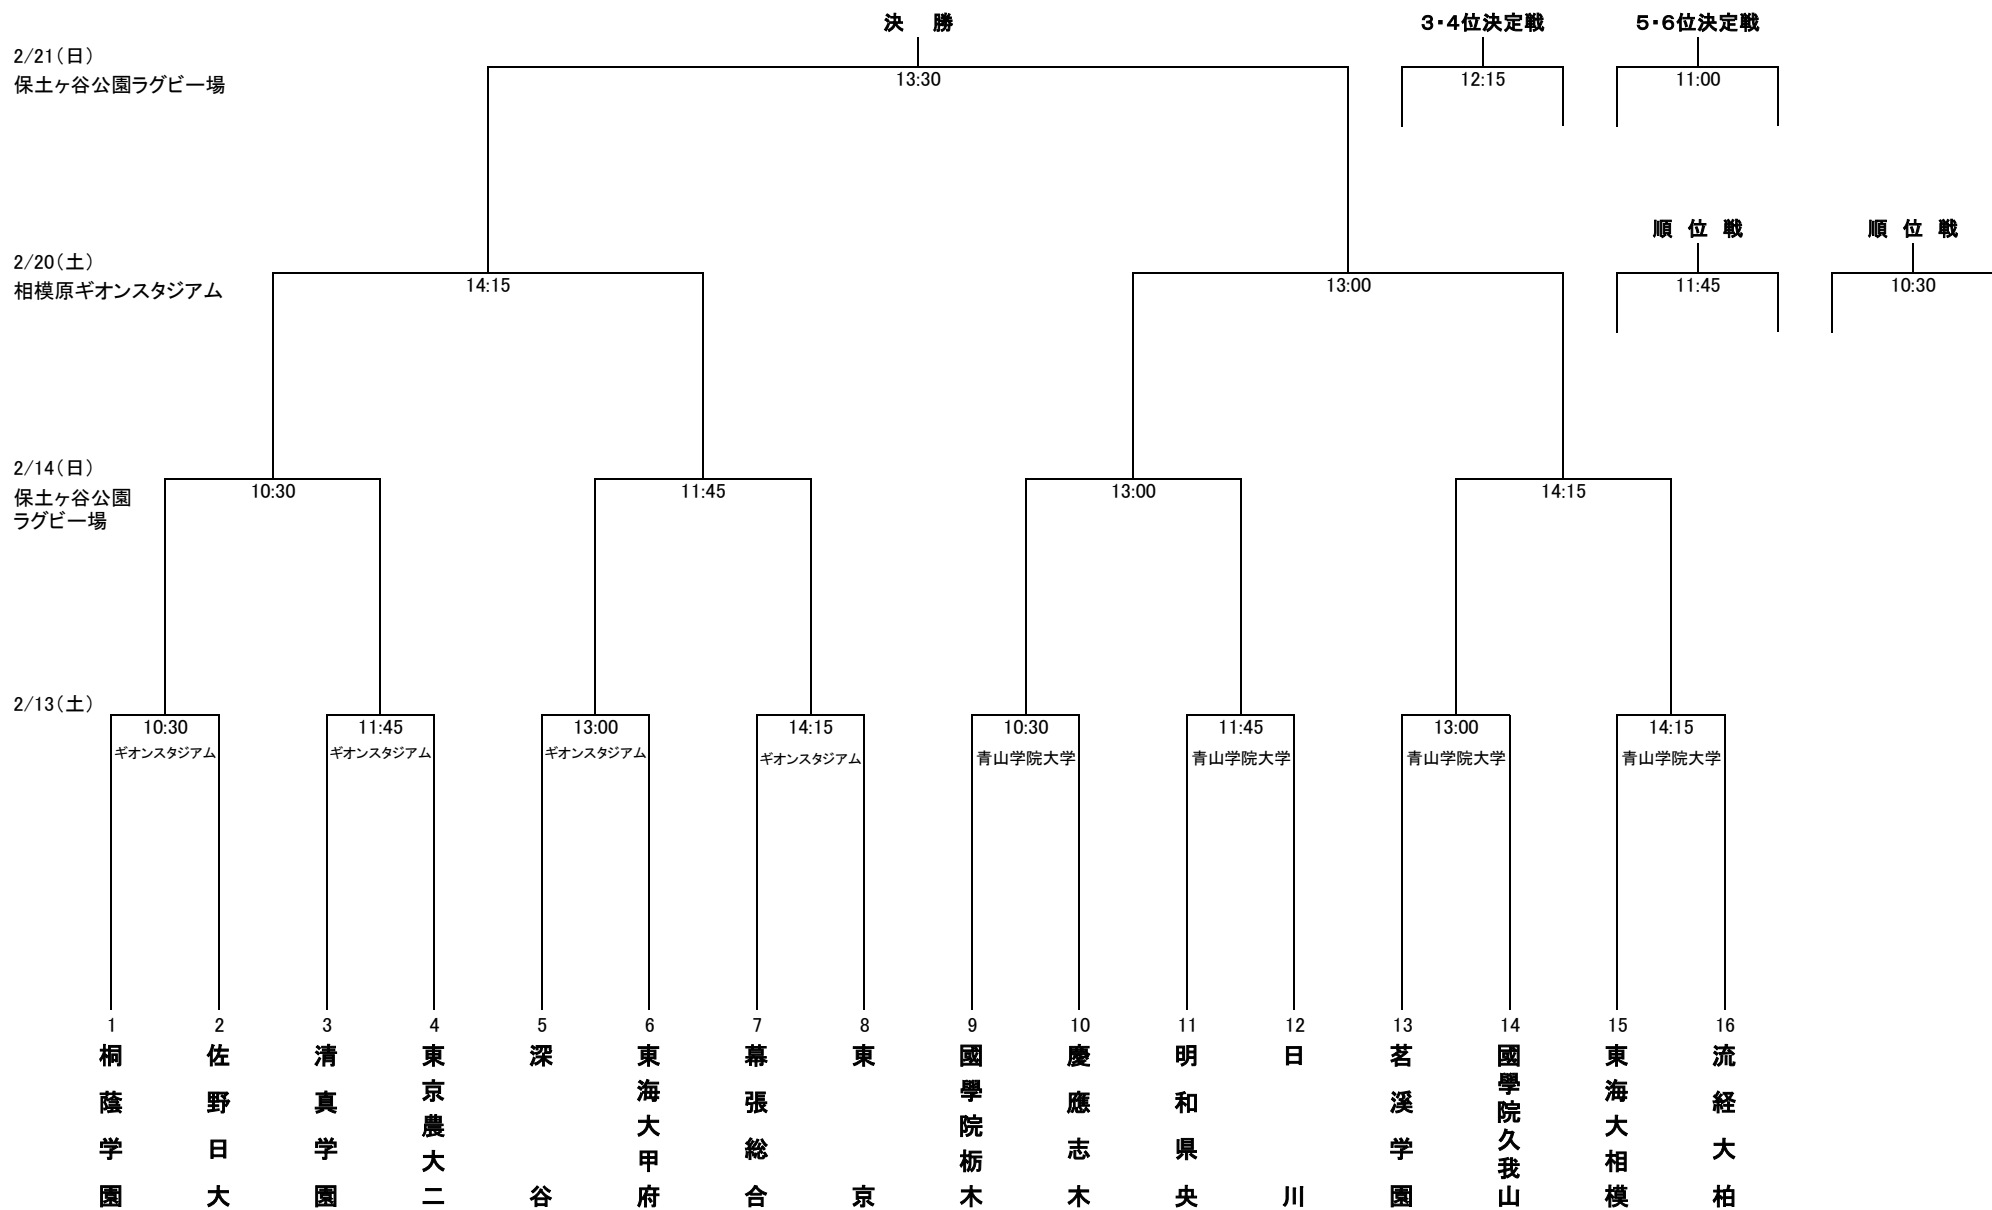 決 勝
3・4位決定戦
5・6位決定戦
2/21(日)
保土ヶ谷公園ラグビー場
13:30
12:15
11:00
順 位 戦
順 位 戦
2/20(土)
相模原ギオンスタジアム
14:15
13:00
11:45
10:30
2/14(日)
保土ヶ谷公園
ラグビー場
10:30
11:45
13:00
14:15
2/13(土)
10:30
ギオンスタジアム
11:45
ギオンスタジアム
13:00
ギオンスタジアム
14:15
ギオンスタジアム
10:30
青山学院大学
11:45
青山学院大学
13:00
青山学院大学
14:15
青山学院大学
1
桐蔭学園
2
佐野日大
3
清真学園
4
東京農大二
5
深谷
6
東海大甲府
7
幕張総合
8
東京
9
國學院栃木
10
慶應志木
11
明和県央
12
日川
13
茗溪学園
14
國學院久我山
15
東海大相模
16
流経大柏